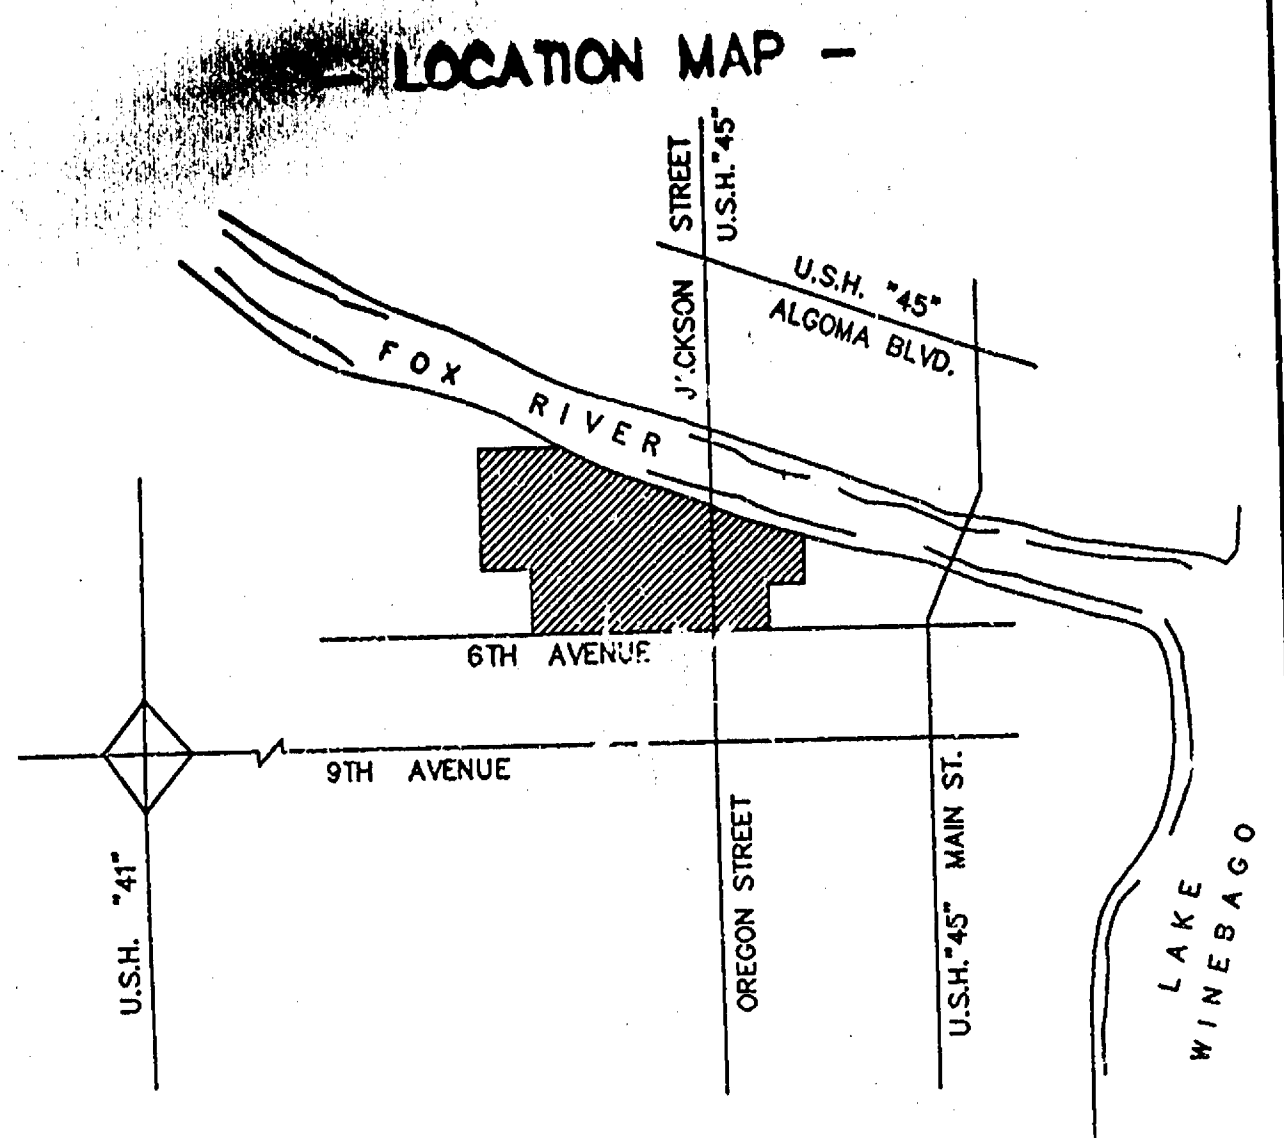 - LOCATION MAP -
JACKSON STREET
U.S.H. "45"
U.S.H. "45"
ALGOMA BLVD.
FOX RIVER
6TH AVENUE
9TH AVENUE
U.S.H. "41"
OREGON STREET
U.S.H. "45" MAIN ST.
LAKE
WINEBAGO